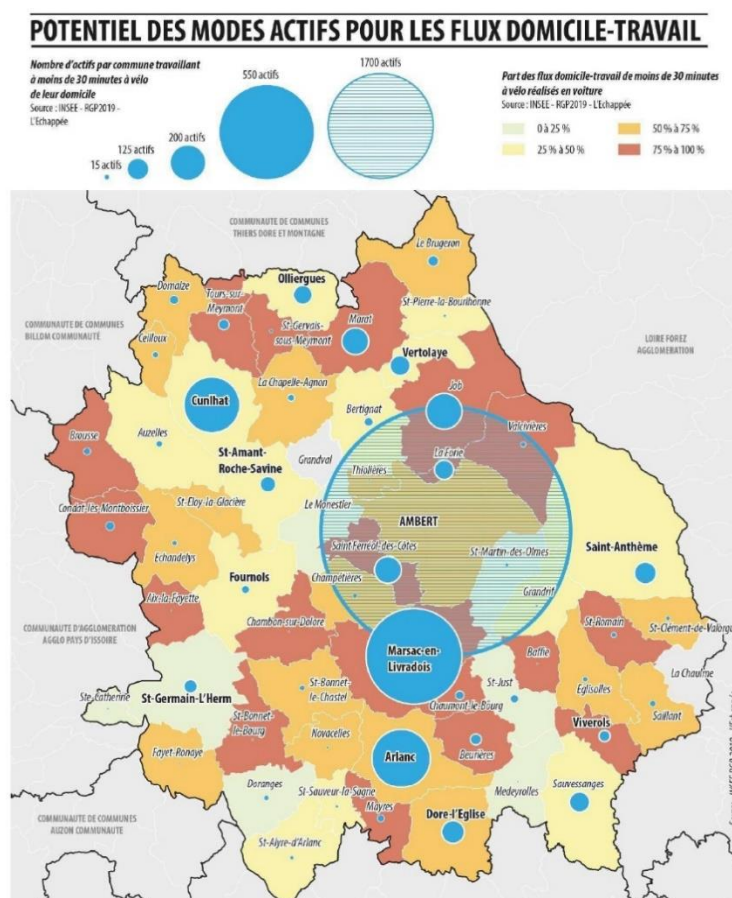 POTENTIEL DES MODES ACTIFS POUR LES FLUX DOMICILE-TRAVAIL
Nombre d'actifs par commune travaillant
à moins de 30 minutes à vélo
de leur domicile
Source : INSEE - RGP2019 -
L'Echappée
15 actifs
125 actifs
200 actifs
550 actifs
1700 actifs
Part des flux domicile-travail de moins de 30 minutes
à vélo réalisés en voiture
Source : INSEE - RGP2019 - L'Echappée
0 à 25 %
50 % à 75 %
25 % à 50 %
75 % à 100 %
COMMUNAUTE DE COMMUNES
THIERS DORE ET MONTAGNE
Le Brugeron
Olliergues
Domaize
Tours-sur-
Meymont
St-Pierre-la-Bourlhonne
COMMUNAUTE DE COMMUNES
BILLOM COMMUNAUTÉ
St-Gervais-
sous-Meymont
Marat
LOIRE FOREZ
AGGLOMERATION
Ceilloux
Vertolaye
La Chapelle-Agnon
Job
Cunlhat
Bertignat
Valcivières
Auzelles
Brousse
Grandval
St-Amant-
Roche-Savine
La Forie
Thiolières
Condat-lès-Montboissier
St-Eloy-la-Glacière
Le Monestier
AMBERT
Saint-Ferréol-des-Côtes
St-Martin-des-Olmes
Saint-Anthème
Echandelys
Fournols
Champétières
Grandrif
Aix-la-Fayette
COMMUNAUTE D'AGGLOMERATION
AGGLO PAYS D'ISSOIRE
Chambon-sur-Dolore
St-Romain
St-Clément-de-Valorgue
Marsac-en-
Livradois
Baffie
La Chaulme
Ste-Catherine
St-Germain-L'Herm
St-Bonnet-
le-Chastel
St-Just
Eglisolles
Chaumont-le-Bourg
Saillant
St-Bonnet-
le-Bourg
Viverols
Novacelles
Beurières
Fayet-Ronaye
Arlanc
Doranges
St-Sauveur-la-Sagne
Medeyrolles
Sauvessanges
Mayres
Dore-l'Eglise
COMMUNAUTE DE COMMUNES
AUZON COMMUNAUTE
St-Alyre-d'Arlanc